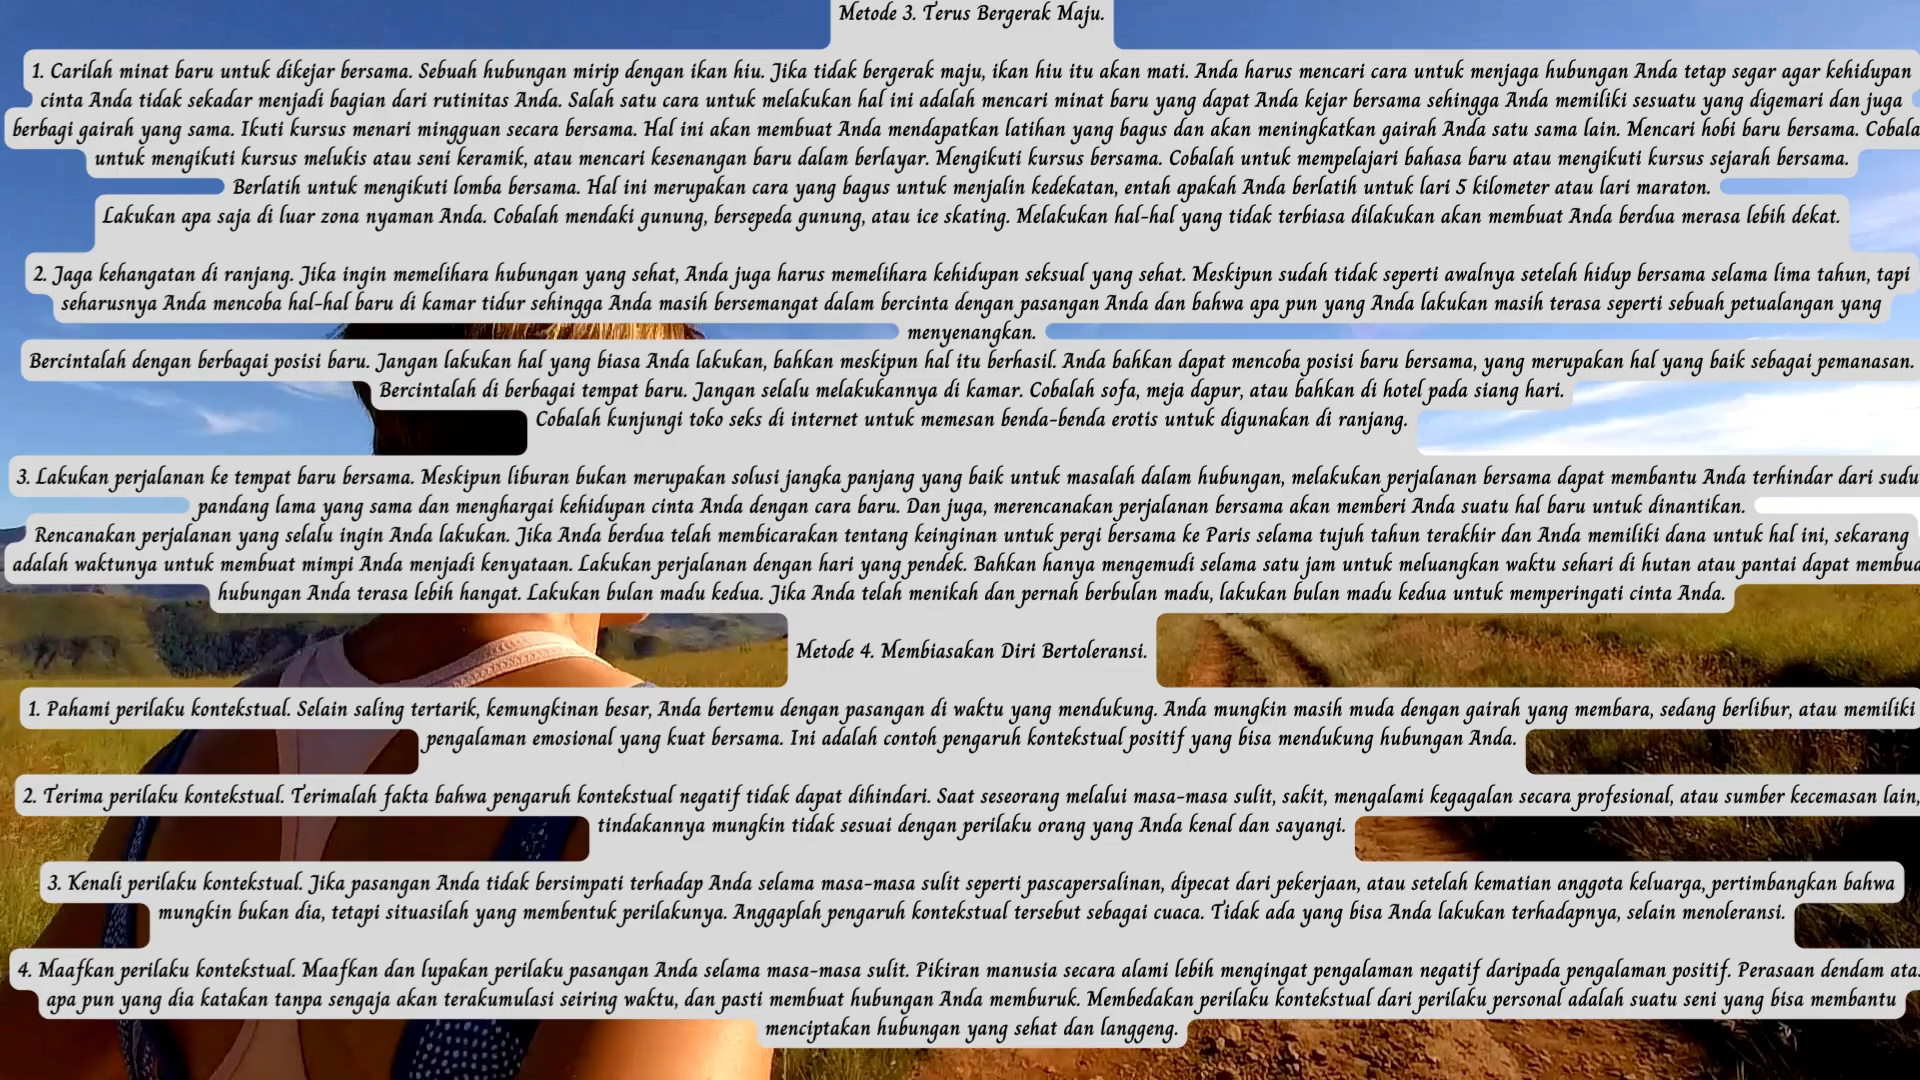 Metode 3. Terus Bergerak Maju.
1. Carilah minat baru untuk dikejar bersama. Sebuah hubungan mirip dengan ikan hiu. Jika tidak bergerak maju, ikan hiu itu akan mati. Anda harus mencari cara untuk menjaga hubungan Anda tetap segar agar kehidupan
cinta Anda tidak sekadar menjadi bagian dari rutinitas Anda. Salah satu cara untuk melakukan hal ini adalah mencari minat baru yang dapat Anda kejar bersama sehingga Anda memiliki sesuatu yang digemari dan juga
berbagi gairah yang sama. Ikuti kursus menari mingguan secara bersama. Hal ini akan membuat Anda mendapatkan latihan yang bagus dan akan meningkatkan gairah Anda satu sama lain. Mencari hobi baru bersama. Cobala
untuk mengikuti kursus melukis atau seni keramik, atau mencari kesenangan baru dalam berlayar. Mengikuti kursus bersama. Cobalah untuk mempelajari bahasa baru atau mengikuti kursus sejarah bersama.
Berlatih untuk mengikuti lomba bersama. Hal ini merupakan cara yang bagus untuk menjalin kedekatan, entah apakah Anda berlatih untuk lari 5 kilometer atau lari maraton.
Lakukan apa saja di luar zona nyaman Anda. Cobalah mendaki gunung, bersepeda gunung, atau ice skating. Melakukan hal-hal yang tidak terbiasa dilakukan akan membuat Anda berdua merasa lebih dekat.
2. Jaga kehangatan di ranjang. Jika ingin memelihara hubungan yang sehat, Anda juga harus memelihara kehidupan seksual yang sehat. Meskipun sudah tidak seperti awalnya setelah hidup bersama selama lima tahun, tapi
seharusnya Anda mencoba hal-hal baru di kamar tidur sehingga Anda masih bersemangat dalam bercinta dengan pasangan Anda dan bahwa apa pun yang Anda lakukan masih terasa seperti sebuah petualangan yang
menyenangkan.
Bercintalah dengan berbagai posisi baru. Jangan lakukan hal yang biasa Anda lakukan, bahkan meskipun hal itu berhasil. Anda bahkan dapat mencoba posisi baru bersama, yang merupakan hal yang baik sebagai pemanasan.
Bercintalah di berbagai tempat baru. Jangan selalu melakukannya di kamar. Cobalah sofa, meja dapur, atau bahkan di hotel pada siang hari.
Cobalah kunjungi toko seks di internet untuk memesan benda-benda erotis untuk digunakan di ranjang.
3. Lakukan perjalanan ke tempat baru bersama. Meskipun liburan bukan merupakan solusi jangka panjang yang baik untuk masalah dalam hubungan, melakukan perjalanan bersama dapat membantu Anda terhindar dari sudu
pandang lama yang sama dan menghargai kehidupan cinta Anda dengan cara baru. Dan juga, merencanakan perjalanan bersama akan memberi Anda suatu hal baru untuk dinantikan.
Rencanakan perjalanan yang selalu ingin Anda lakukan. Jika Anda berdua telah membicarakan tentang keinginan untuk pergi bersama ke Paris selama tujuh tahun terakhir dan Anda memiliki dana untuk hal ini, sekarang
adalah waktunya untuk membuat mimpi Anda menjadi kenyataan. Lakukan perjalanan dengan hari yang pendek. Bahkan hanya mengemudi selama satu jam untuk meluangkan waktu sehari di hutan atau pantai dapat membua
hubungan Anda terasa lebih hangat. Lakukan bulan madu kedua. Jika Anda telah menikah dan pernah berbulan madu, lakukan bulan madu kedua untuk memperingati cinta Anda.
Metode 4. Membiasakan Diri Bertoleransi.
1. Pahami perilaku kontekstual. Selain saling tertarik, kemungkinan besar, Anda bertemu dengan pasangan di waktu yang mendukung. Anda mungkin masih muda dengan gairah yang membara, sedang berlibur, atau memiliki
pengalaman emosional yang kuat bersama. Ini adalah contoh pengaruh kontekstual positif yang bisa mendukung hubungan Anda.
2. Terima perilaku kontekstual. Terimalah fakta bahwa pengaruh kontekstual negatif tidak dapat dihindari. Saat seseorang melalui masa-masa sulit, sakit, mengalami kegagalan secara profesional, atau sumber kecemasan lain,
tindakannya mungkin tidak sesuai dengan perilaku orang yang Anda kenal dan sayangi.
3. Kenali perilaku kontekstual. Jika pasangan Anda tidak bersimpati terhadap Anda selama masa-masa sulit seperti pascapersalinan, dipecat dari pekerjaan, atau setelah kematian anggota keluarga, pertimbangkan bahwa
mungkin bukan dia, tetapi situasilah yang membentuk perilakunya. Anggaplah pengaruh kontekstual tersebut sebagai cuaca. Tidak ada yang bisa Anda lakukan terhadapnya, selain menoleransi.
4. Maafkan perilaku kontekstual. Maafkan dan lupakan perilaku pasangan Anda selama masa-masa sulit. Pikiran manusia secara alami lebih mengingat pengalaman negatif daripada pengalaman positif. Perasaan dendam ata
apa pun yang dia katakan tanpa sengaja akan terakumulasi seiring waktu, dan pasti membuat hubungan Anda memburuk. Membedakan perilaku kontekstual dari perilaku personal adalah suatu seni yang bisa membantu
menciptakan hubungan yang sehat dan langgeng.